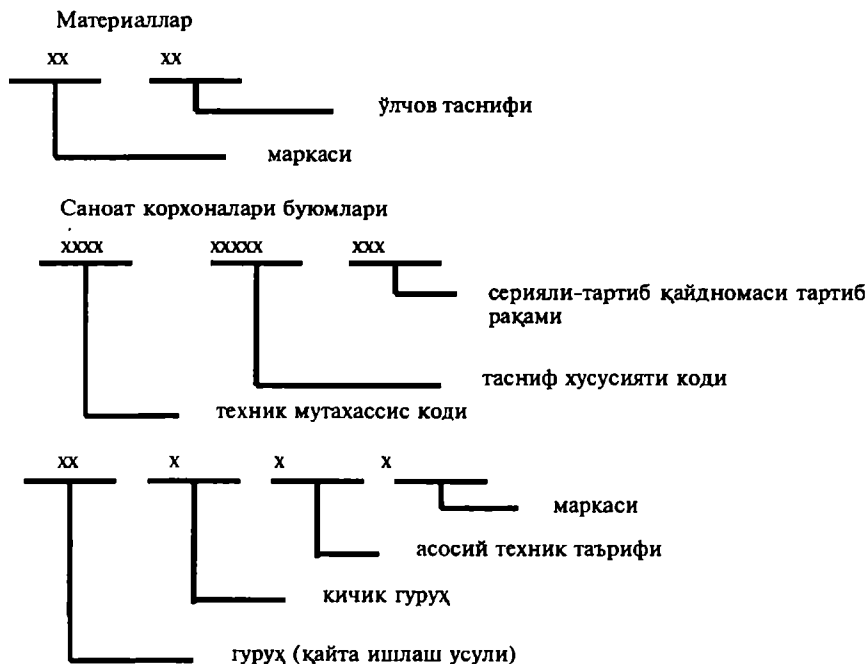 Материаллар
xx xx
ўлчов таснифи
маркаси
Саноат корхоналари буюмлари
xxxx xxxxx xxx
серияли-тартиб қайдномаси тартиб
рақами
тасниф хусусияти коди
техник мутахассис коди
xx x x x
маркаси
асосий техник таърифи
кичик гуруҳ
гуруҳ (қайта ишлаш усули)